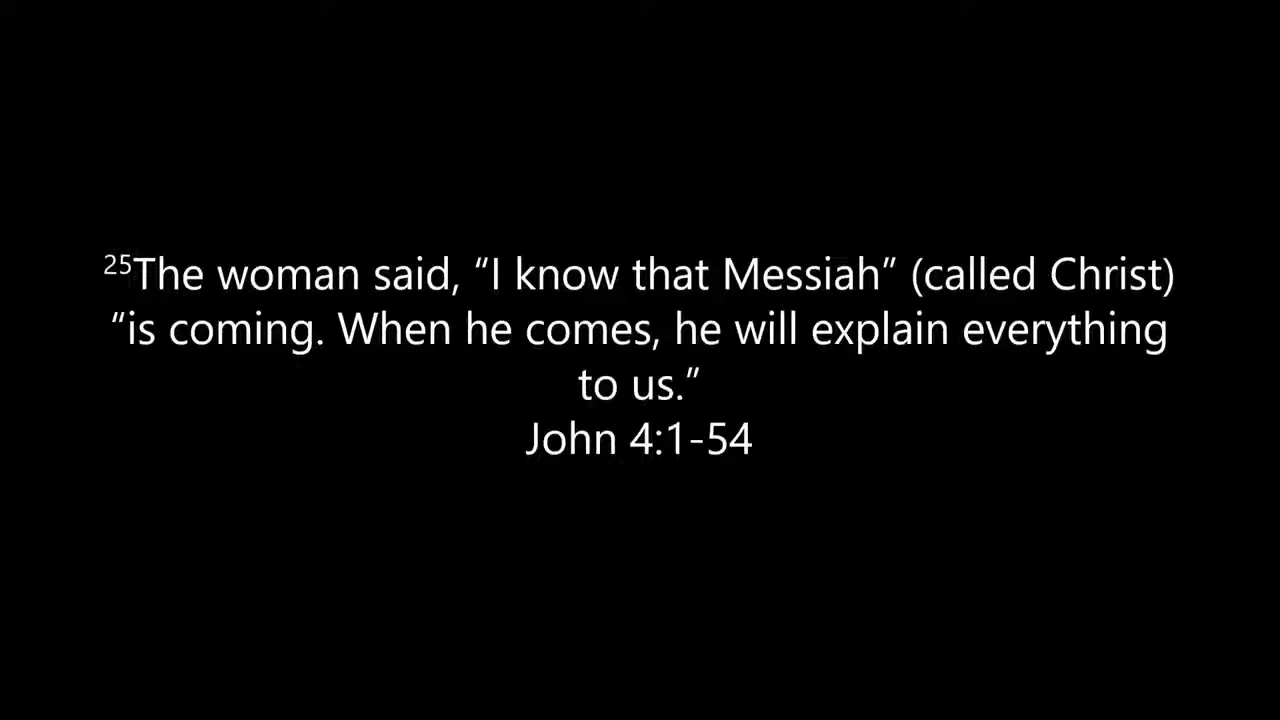 ²⁵The woman said, “I know that Messiah” (called Christ)
“is coming. When he comes, he will explain everything
to us.”
John 4:1-54